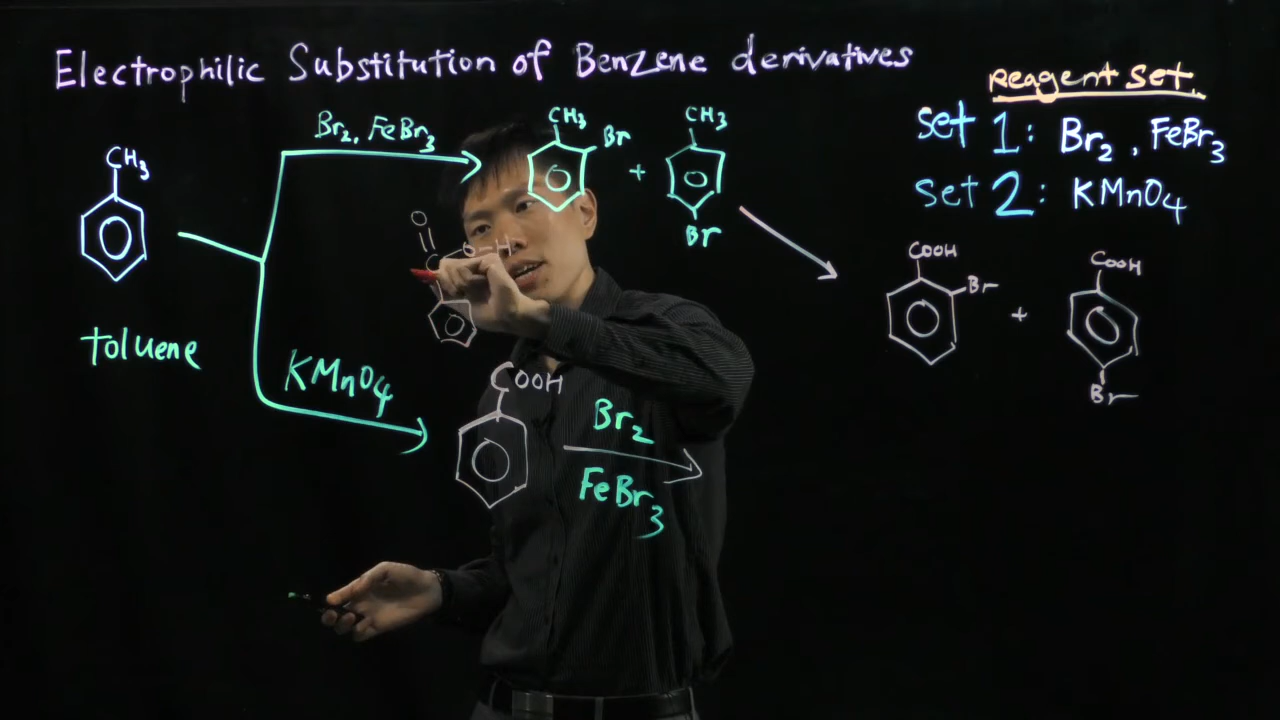 Electrophilic Substitution of Benzene derivatives
Reagent Set
Set 1: Br2, FeBr3
Set 2: KMnO4
CH3
Br2, FeBr3
CH3
Br
+
CH3
Br
toluene
O
C
O-H
KMnO4
COOH
Br2
FeBr3
COOH
Br
+
COOH
Br